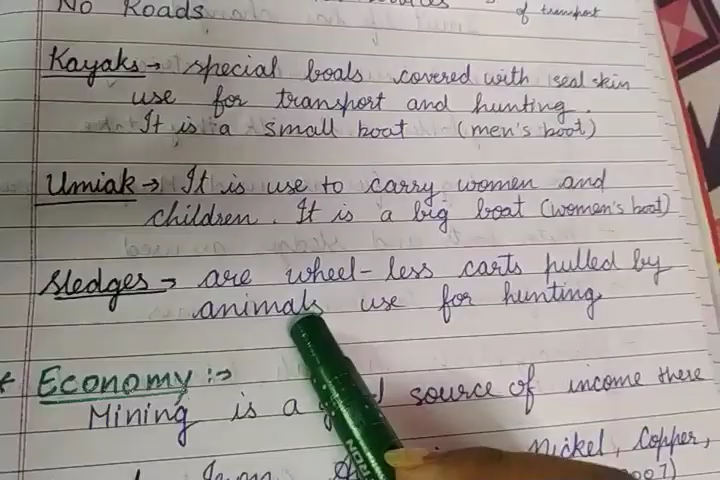 No Roads
of transport
Kayaks → special boats covered with seal skin
use for transport and hunting.
It is a small boat (men's boot)
Umiak → It is use to carry women and
children. It is a big boat (women's boat)
Sledges → are wheel-less carts pulled by
animals use for hunting
* Economy :→
Mining is a source of income there
Nickel, Copper,
Iron